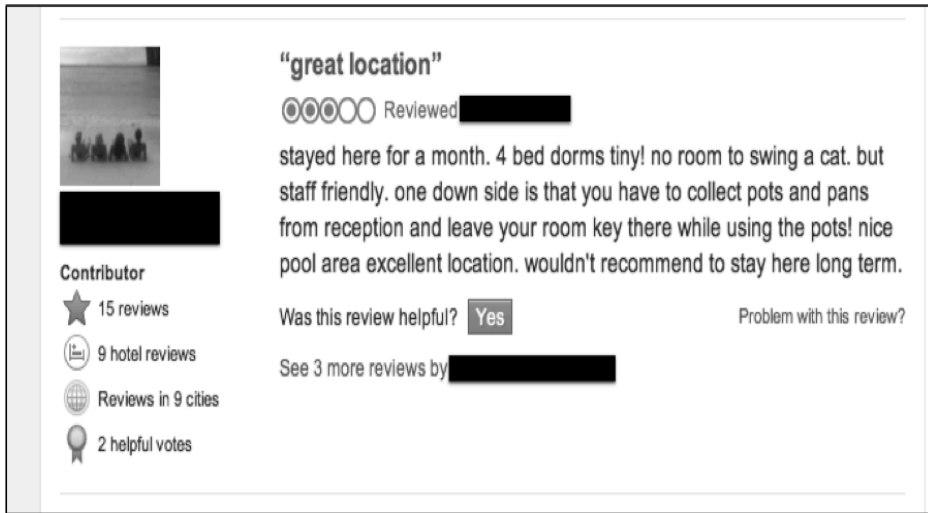 “great location”
Reviewed
stayed here for a month. 4 bed dorms tiny! no room to swing a cat. but
staff friendly. one down side is that you have to collect pots and pans
from reception and leave your room key there while using the pots! nice
pool area excellent location. wouldn't recommend to stay here long term.
Was this review helpful? Yes
Problem with this review?
See 3 more reviews by
Contributor
15 reviews
9 hotel reviews
Reviews in 9 cities
2 helpful votes